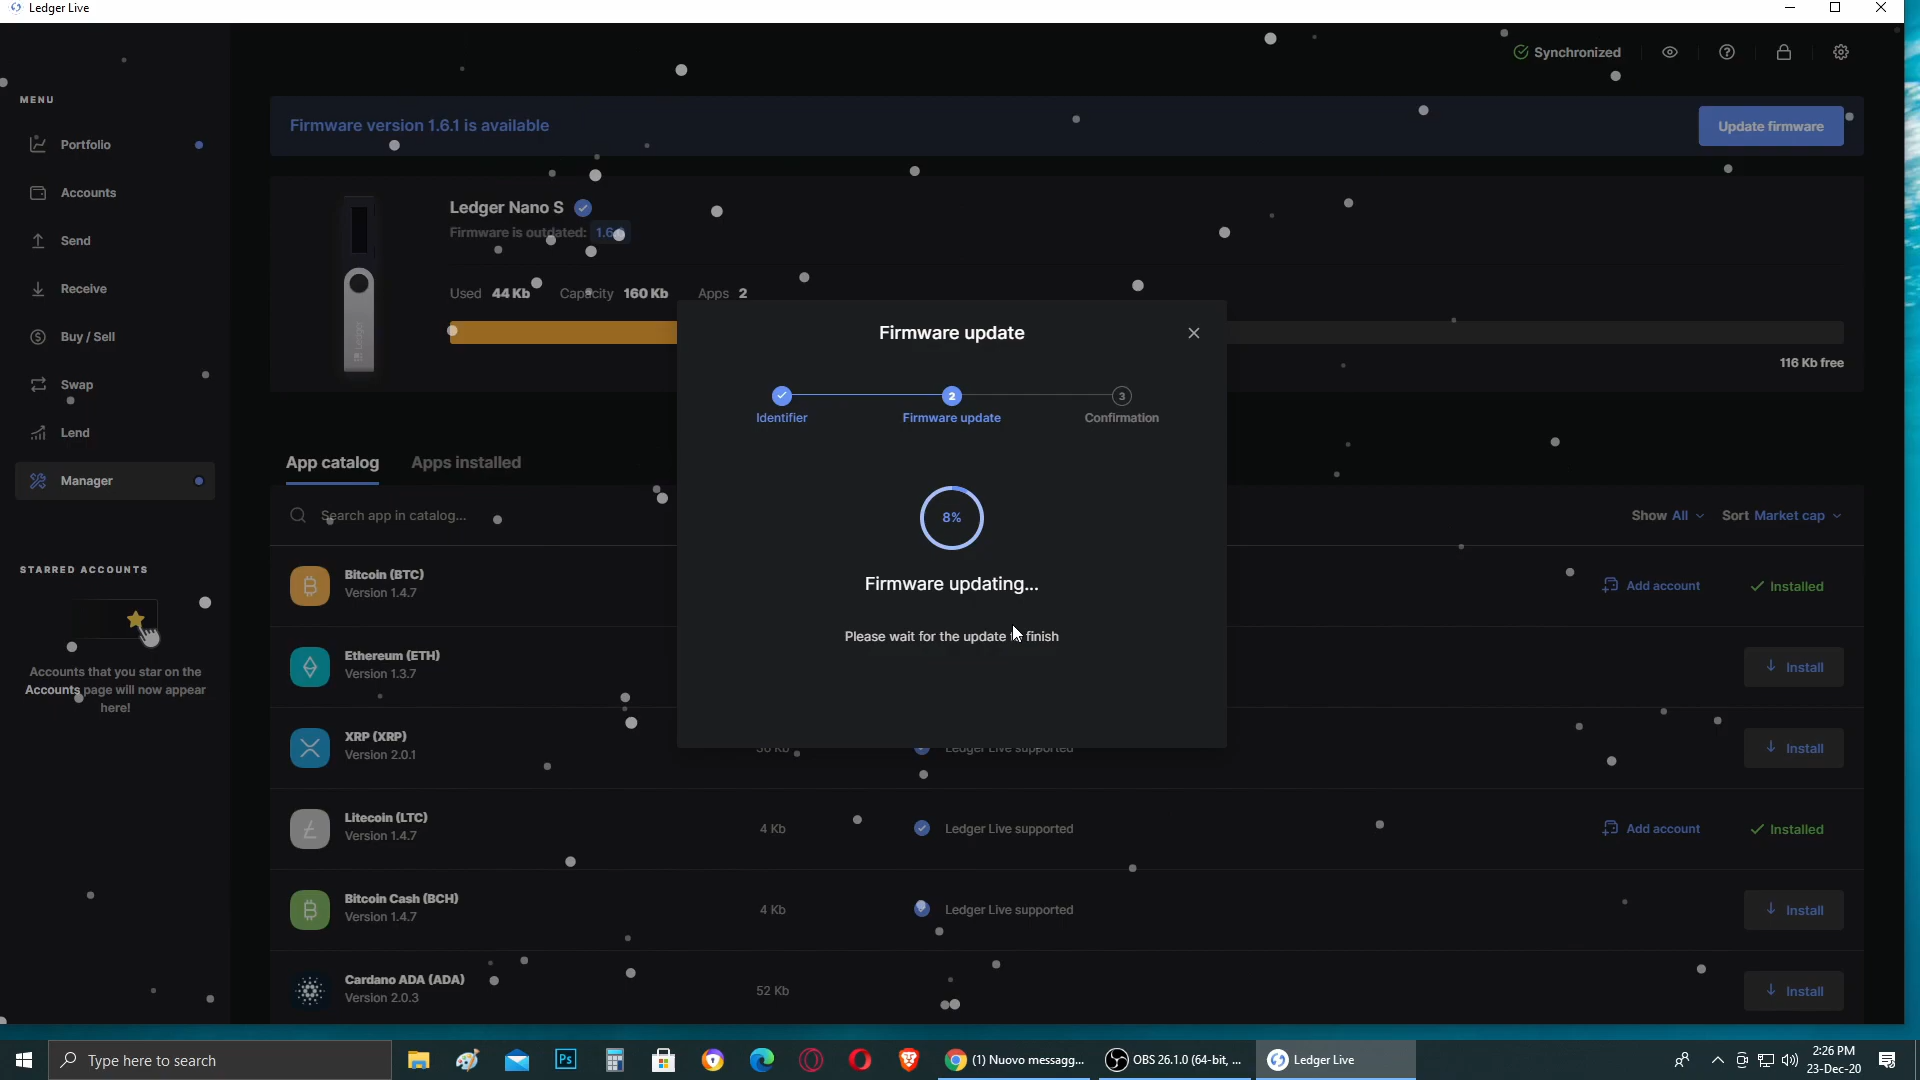 Ledger Live
Synchronized
MENU
Portfolio
Accounts
Send
Receive
Buy / Sell
Swap
Lend
Manager
STARRED ACCOUNTS
Accounts that you star on the
Accounts page will now appear
here!
Firmware version 1.6.1 is available
Update firmware
Ledger Nano S
Firmware is outdated:
Used 44 Kb Capacity 160 Kb Apps 2
116 Kb free
Firmware update
2 3
Identifier Firmware update Confirmation
8%
Firmware updating...
Please wait for the update finish
App catalog Apps installed
Search app in catalog...
Show All Sort Market cap
Bitcoin (BTC)
Version 1.4.7
Add account Installed
Ethereum (ETH)
Version 1.3.7
Install
XRP (XRP)
Version 2.0.1
Ledger Live supported
Install
Litecoin (LTC)
Version 1.4.7
4 Kb Ledger Live supported
Add account Installed
Bitcoin Cash (BCH)
Version 1.4.7
4 Kb Ledger Live supported
Install
Cardano ADA (ADA)
Version 2.0.3
52 Kb
Install
Type here to search
Ps
(1) Nuovo messagg...
OBS 26.1.0 (64-bit, ...
Ledger Live
2:26 PM
23-Dec-20